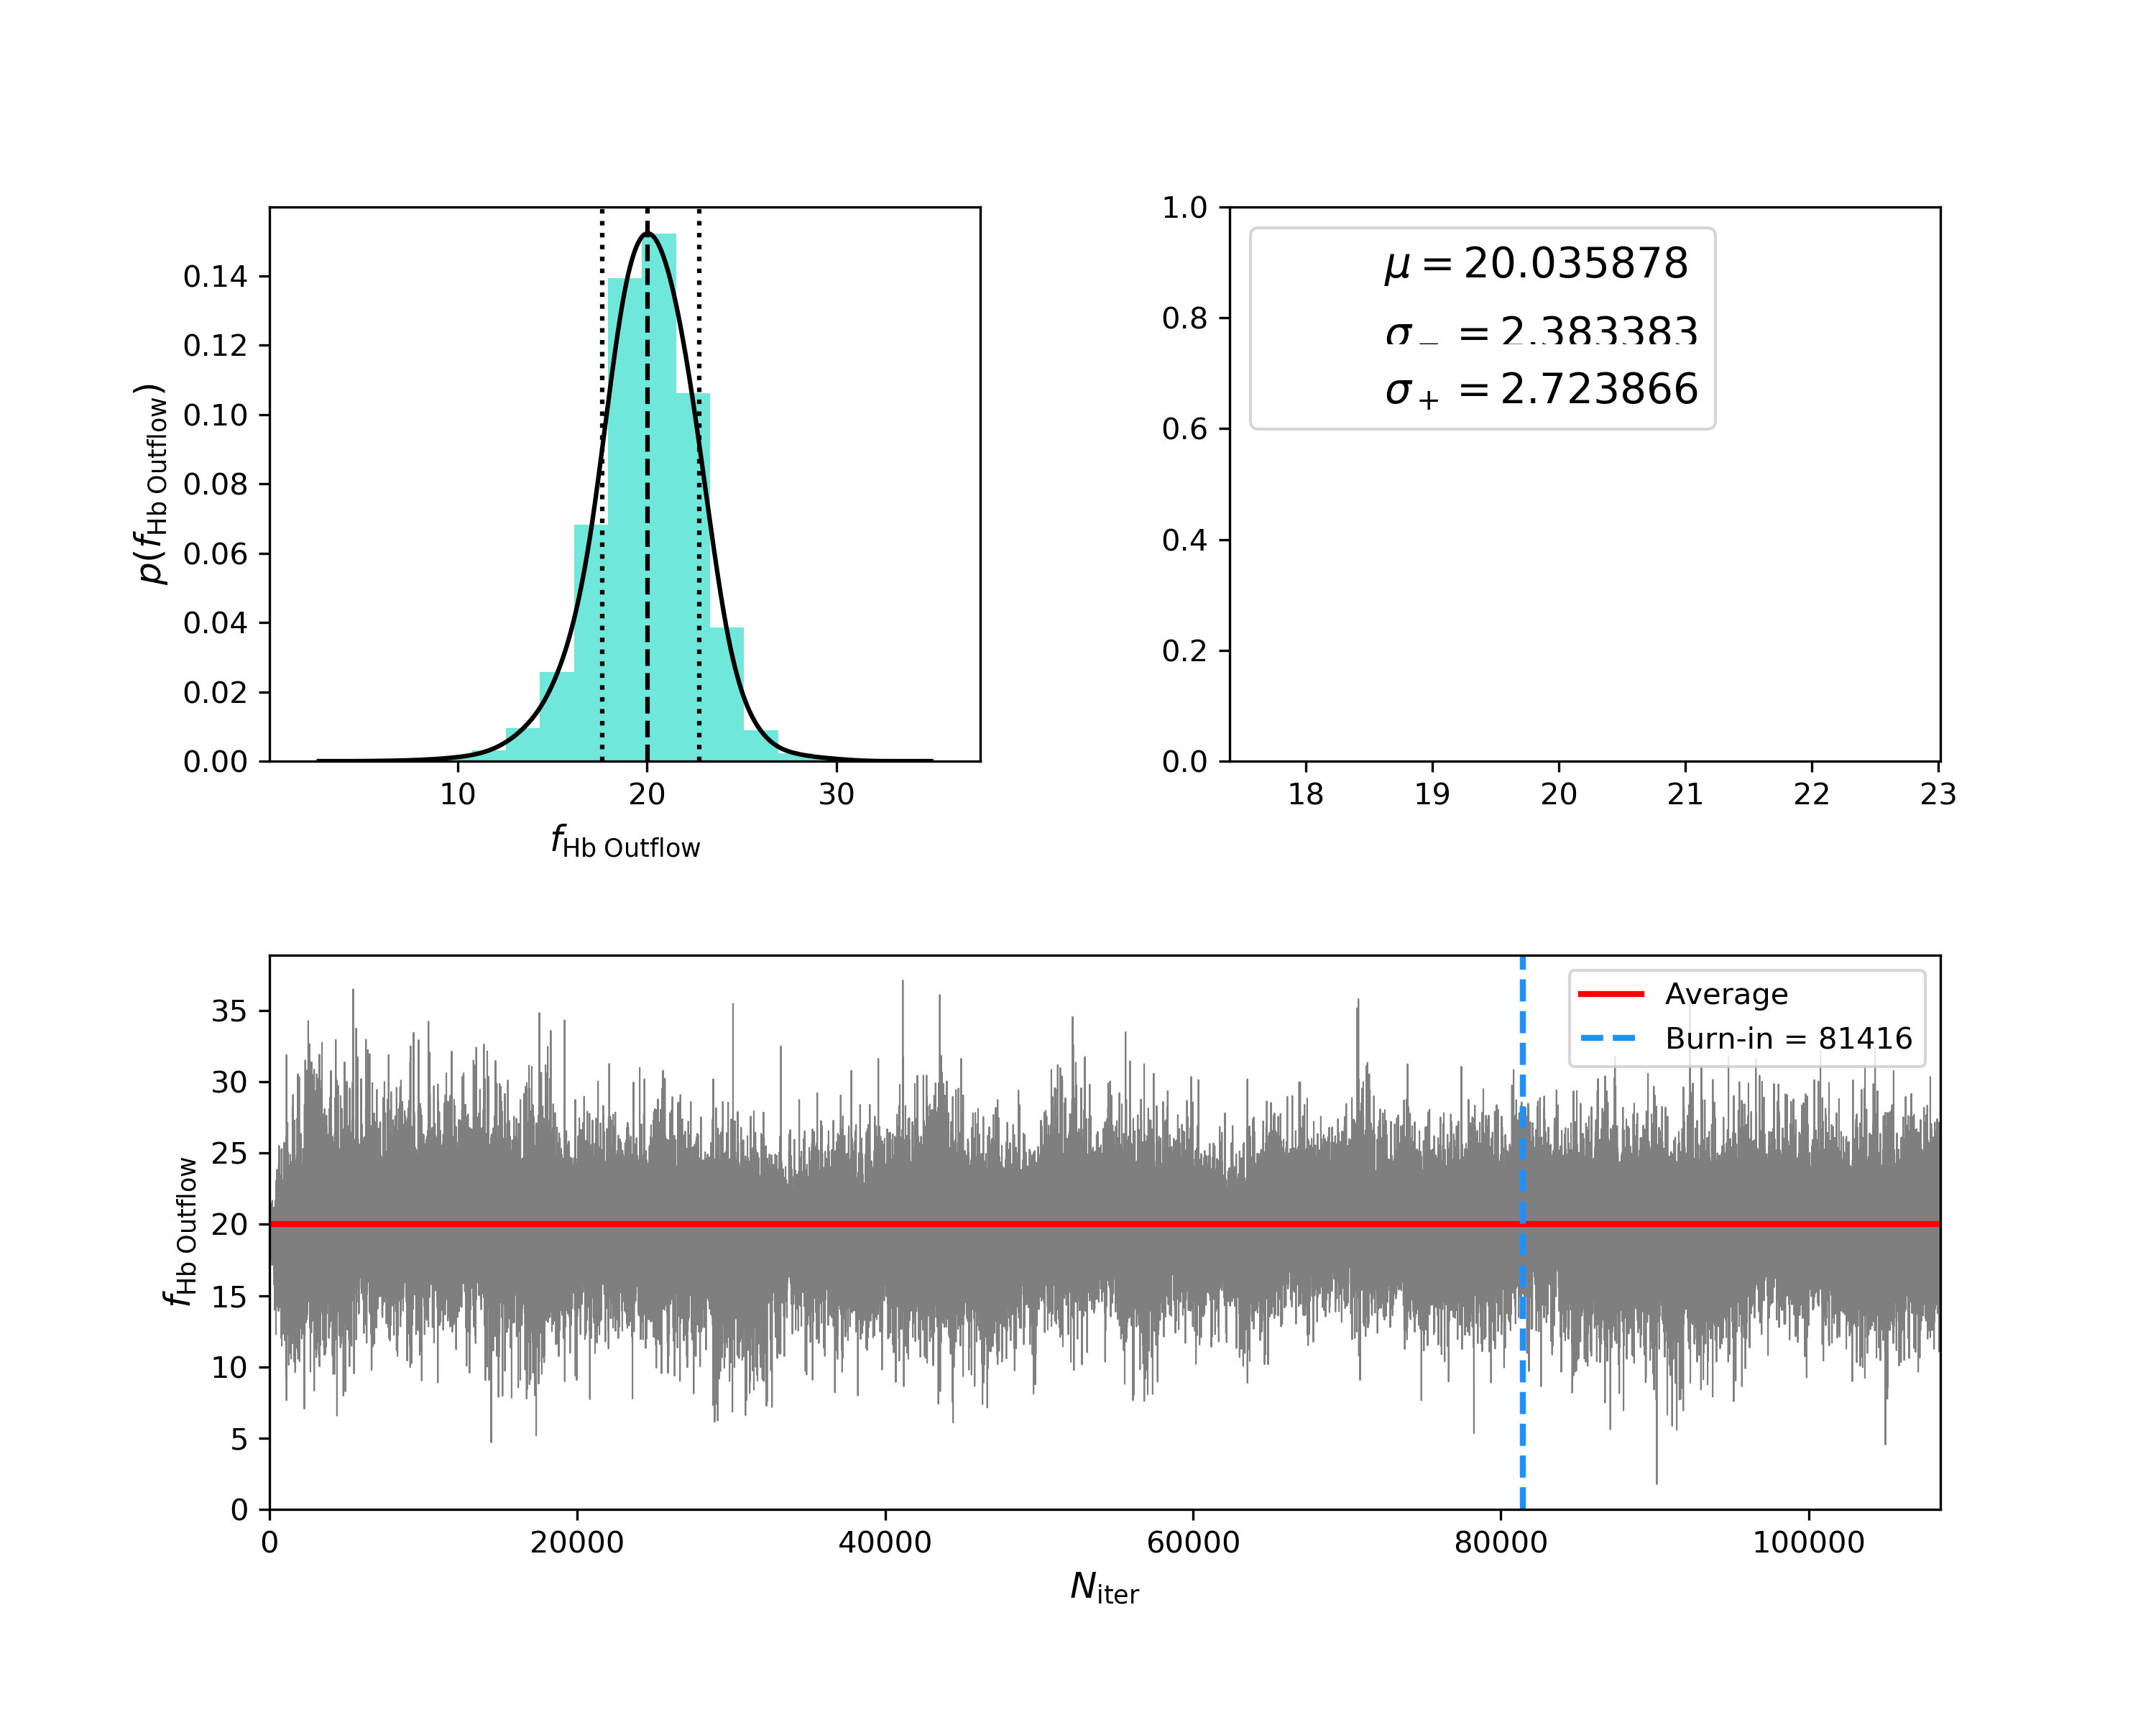 0.14
0.12
0.10
0.08
0.06
0.04
0.02
0.00
p(f_Hb Outflow)
10 20 30
f_Hb Outflow
1.0
0.8
0.6
0.4
0.2
0.0
μ = 20.035878
σ_- = 2.383383
σ_+ = 2.723866
18 19 20 21 22 23
35
30
25
20
15
10
5
0
f_Hb Outflow
Average
Burn-in = 81416
0 20000 40000 60000 80000 100000
N_iter